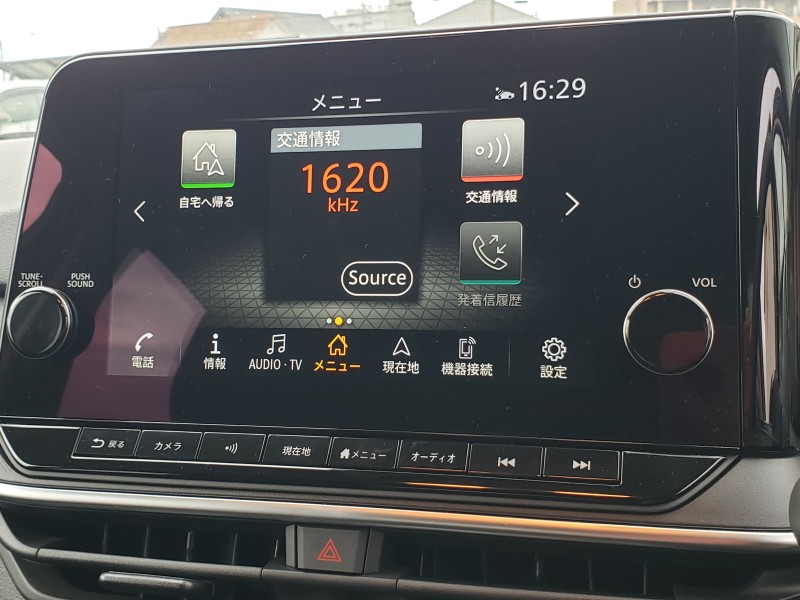 メニュー
16:29
自宅へ帰る
交通情報
1620
kHz
Source
交通情報
発着信履歴
TUNE·
SCROLL
PUSH
SOUND
VOL
電話
情報
AUDIO・TV
メニュー
現在地
機器接続
設定
戻る
カメラ
現在地
メニュー
オーディオ